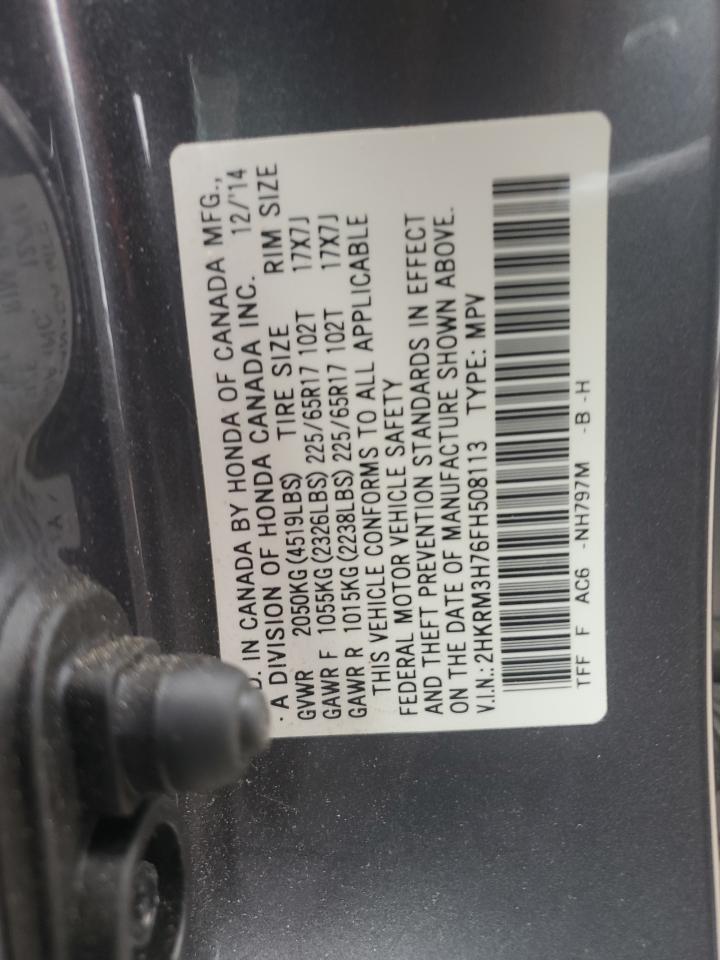 D. IN CANADA BY HONDA OF CANADA MFG.,
· A DIVISION OF HONDA CANADA INC. 12/'14
GVWR 2050KG (4519LBS) TIRE SIZE RIM SIZE
GAWR F 1055KG (2326LBS) 225/65R17 102T 17X7J
GAWR R 1015KG (2238LBS) 225/65R17 102T 17X7J
THIS VEHICLE CONFORMS TO ALL APPLICABLE
FEDERAL MOTOR VEHICLE SAFETY
AND THEFT PREVENTION STANDARDS IN EFFECT
ON THE DATE OF MANUFACTURE SHOWN ABOVE.
V.I.N.: 2HKRM3H76FH508113 TYPE: MPV
TFF F AC6 -NH797M -B -H